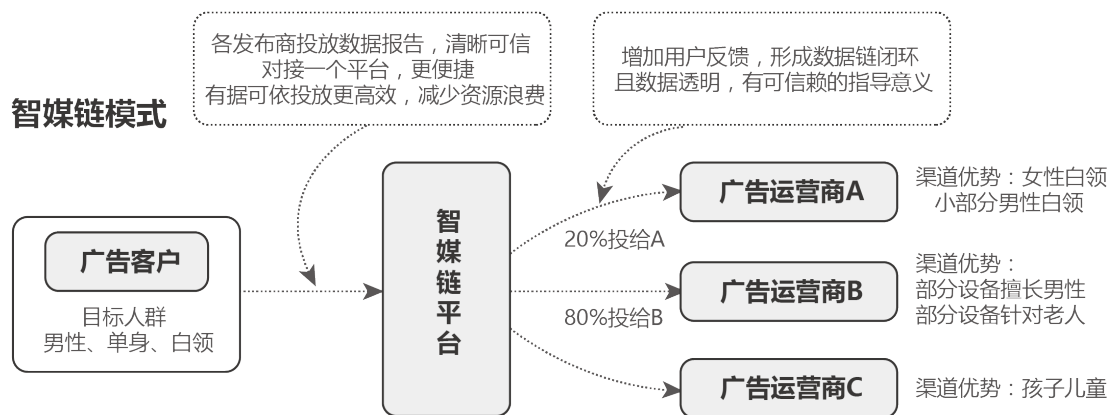 各发布商投放数据报告，清晰可信
对接一个平台，更便捷
有据可依投放更高效，减少资源浪费
增加用户反馈，形成数据链闭环
且数据透明，有可信赖的指导意义
智媒链模式
广告客户
目标人群
男性、单身、白领
智媒链平台
20%投给A
80%投给B
广告运营商A
渠道优势：女性白领
小部分男性白领
广告运营商B
渠道优势：
部分设备擅长男性
部分设备针对老人
广告运营商C
渠道优势：孩子儿童